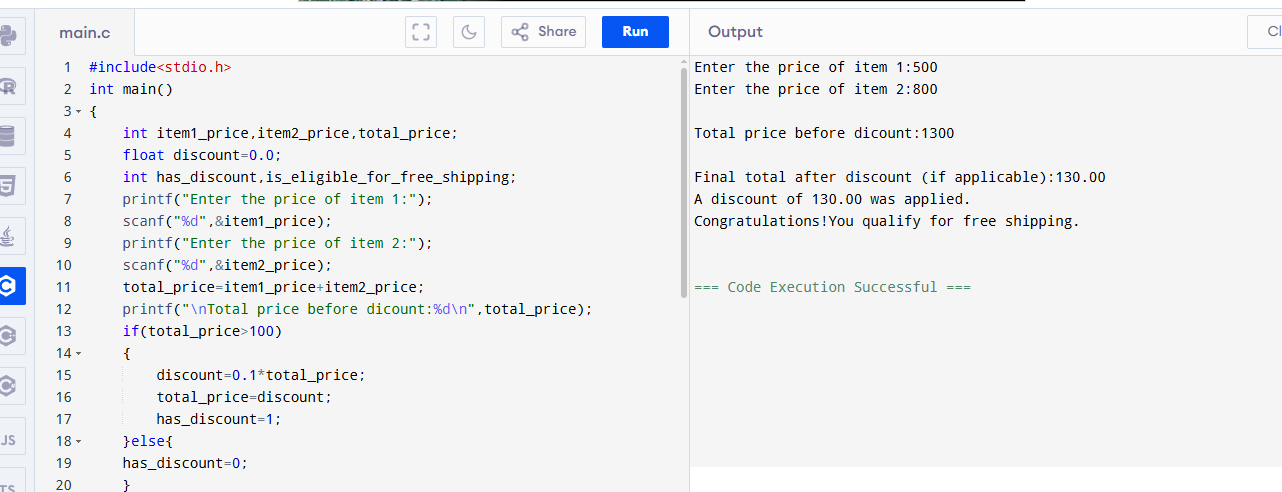 main.c
Share
Run
Output
Cl
1 #include<stdio.h>
2 int main()
3 {
4 int item1_price,item2_price,total_price;
5 float discount=0.0;
6 int has_discount,is_eligible_for_free_shipping;
7 printf("Enter the price of item 1:");
8 scanf("%d",&item1_price);
9 printf("Enter the price of item 2:");
10 scanf("%d",&item2_price);
11 total_price=item1_price+item2_price;
12 printf("\nTotal price before dicount:%d\n",total_price);
13 if(total_price>100)
14 {
15 discount=0.1*total_price;
16 total_price=discount;
17 has_discount=1;
18 }else{
19 has_discount=0;
20 }
Enter the price of item 1:500
Enter the price of item 2:800
Total price before dicount:1300
Final total after discount (if applicable):130.00
A discount of 130.00 was applied.
Congratulations!You qualify for free shipping.
=== Code Execution Successful ===
R
5
JS
TS